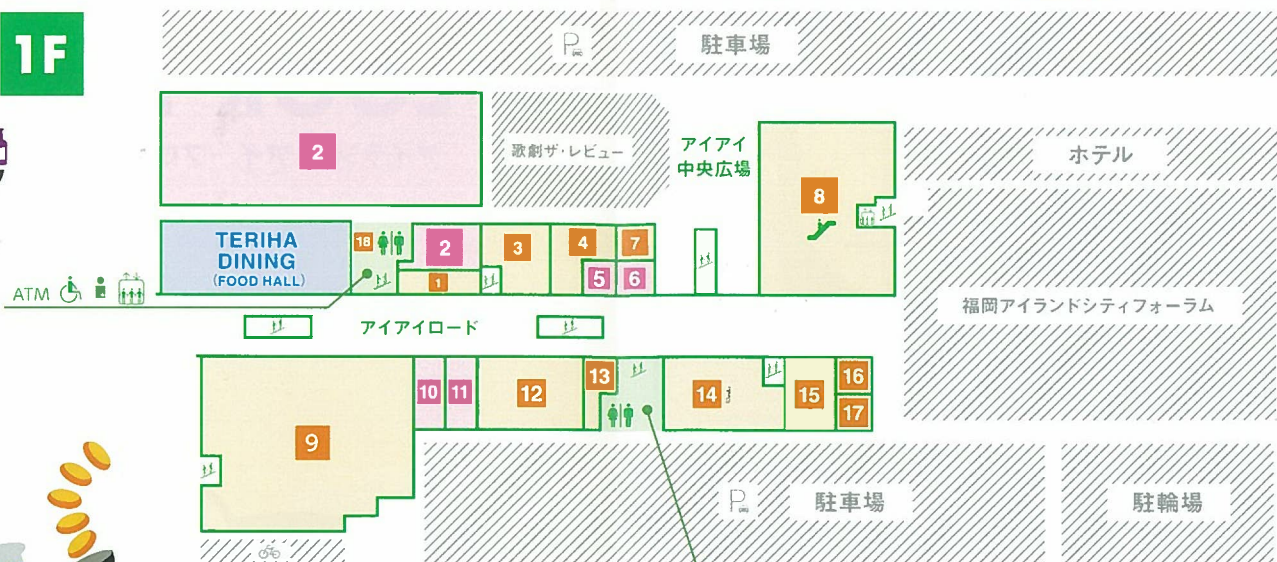 1F
P 駐車場
2
歌劇ザ・レビュー
アイアイ
中央広場
8
ホテル
TERIHA
DINING
(FOOD HALL)
18
2
1
3
4
7
5
6
ATM
アイアイロード
福岡アイランドシティフォーラム
9
10
11
12
13
14
15
16
17
P 駐車場
駐輪場